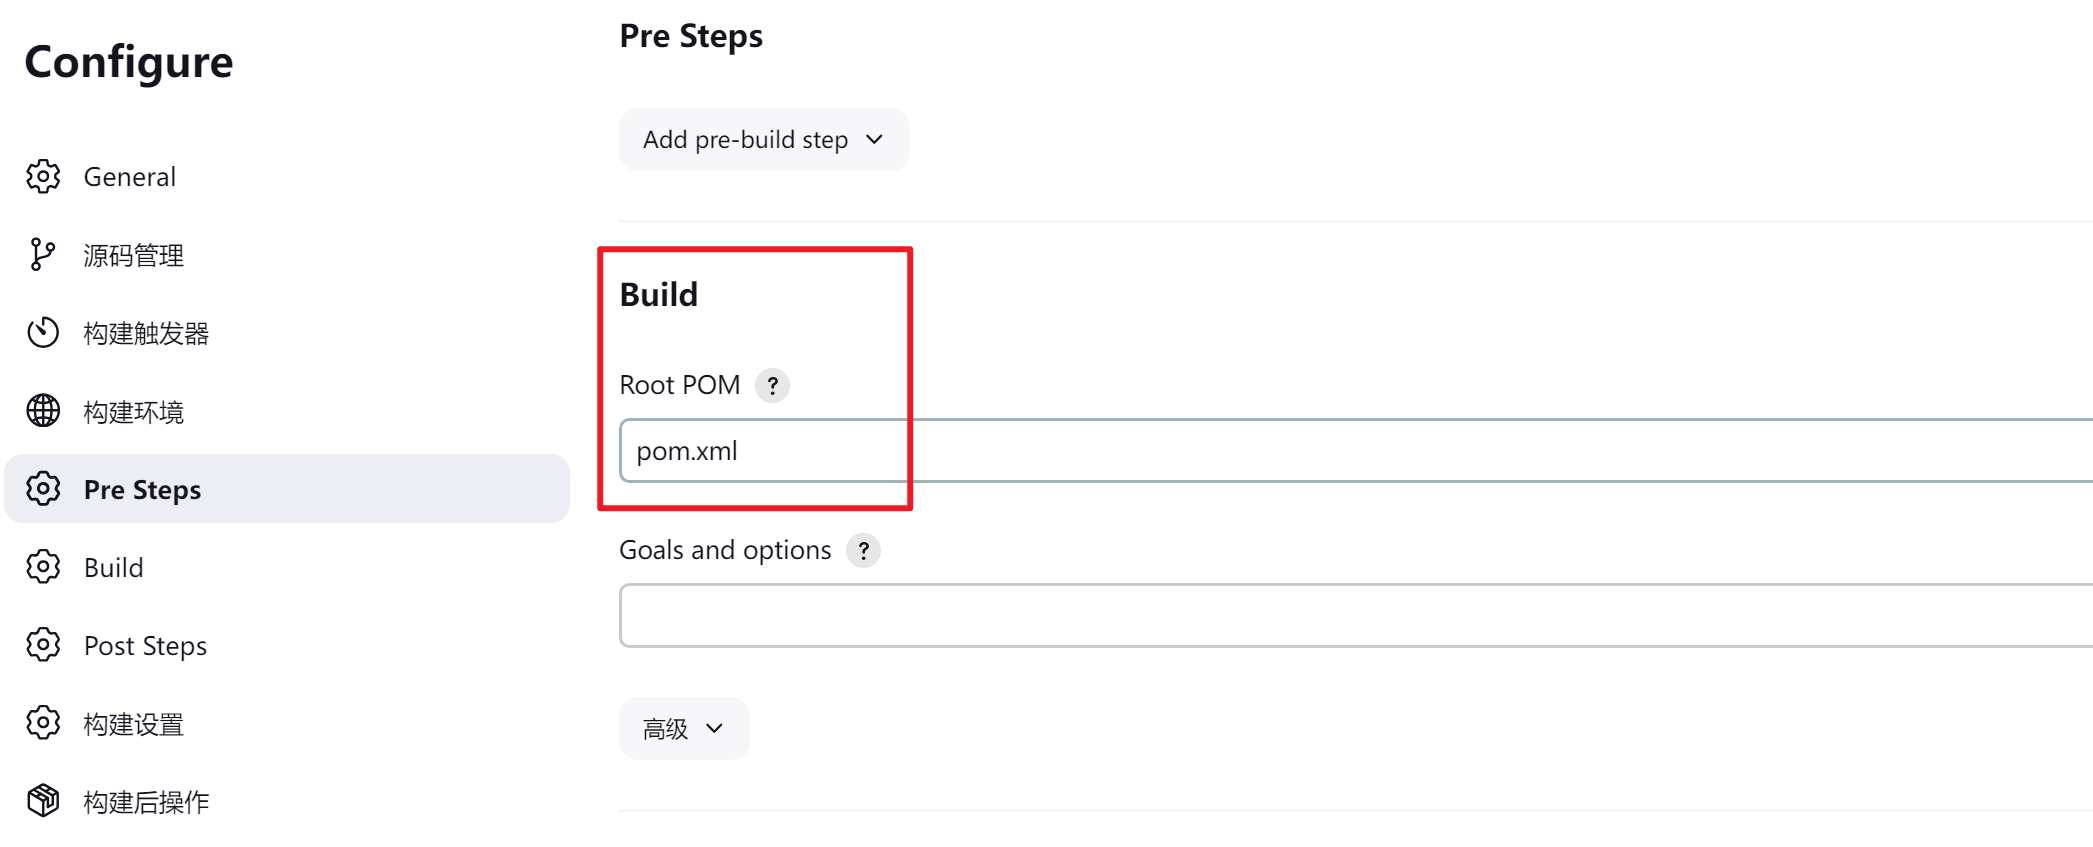 Configure
General
源码管理
构建触发器
构建环境
Pre Steps
Build
Post Steps
构建设置
构建后操作
Pre Steps
Add pre-build step
Build
Root POM ?
pom.xml
Goals and options ?
高级